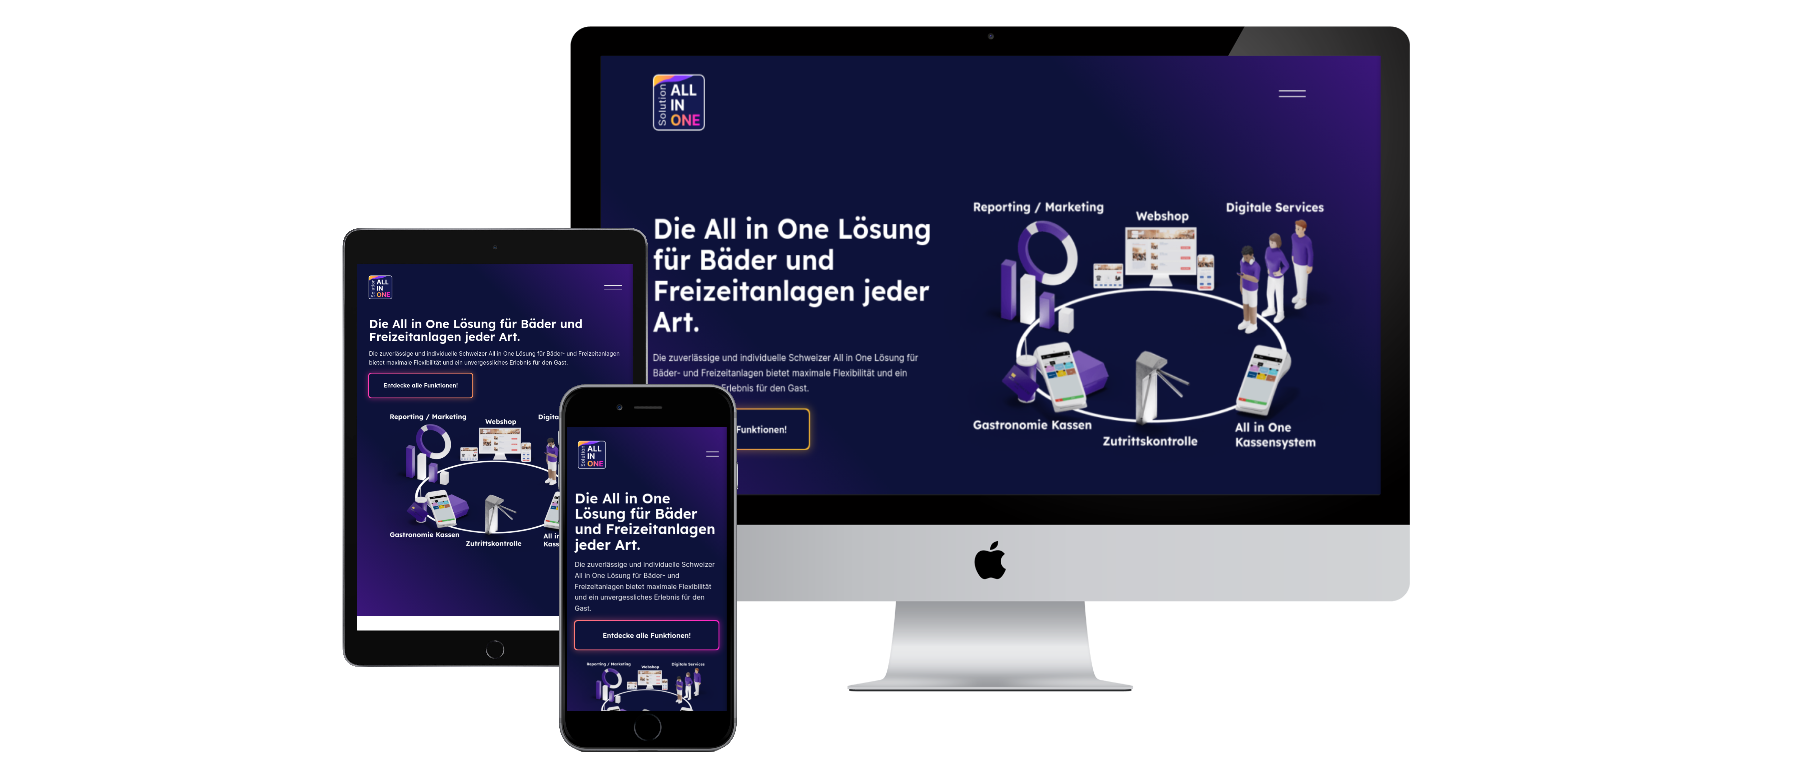 Solution
ALL
IN
ONE
Reporting / Marketing
Webshop
Digitale Services
Die All in One Lösung
für Bäder und
Freizeitanlagen jeder
Art.
Die zuverlässige und individuelle Schweizer All in One Lösung für
Bäder- und Freizeitanlagen bietet maximale Flexibilität und ein
Erlebnis für den Gast.
Funktionen!
Gastronomie Kassen
Zutrittskontrolle
All in One
Kassensystem
ALL
IN
ONE
Die All in One Lösung für Bäder und
Freizeitanlagen jeder Art.
Die zuverlässige und individuelle Schweizer All in One Lösung für Bäder- und Freizeitanlagen
bietet maximale Flexibilität und ein unvergessliches Erlebnis für den Gast.
Entdecke alle Funktionen!
Reporting / Marketing
Webshop
Digita
Gastronomie Kassen
Zutrittskontrolle
All in
Kass
Solution
ALL
IN
ONE
Die All in One
Lösung für Bäder
und Freizeitanlagen
jeder Art.
Die zuverlässige und individuelle Schweizer
All in One Lösung für Bäder- und
Freizeitanlagen bietet maximale Flexibilität
und ein unvergessliches Erlebnis für den
Gast.
Entdecke alle Funktionen!
Reporting / Marketing
Webshop
Digitale Services